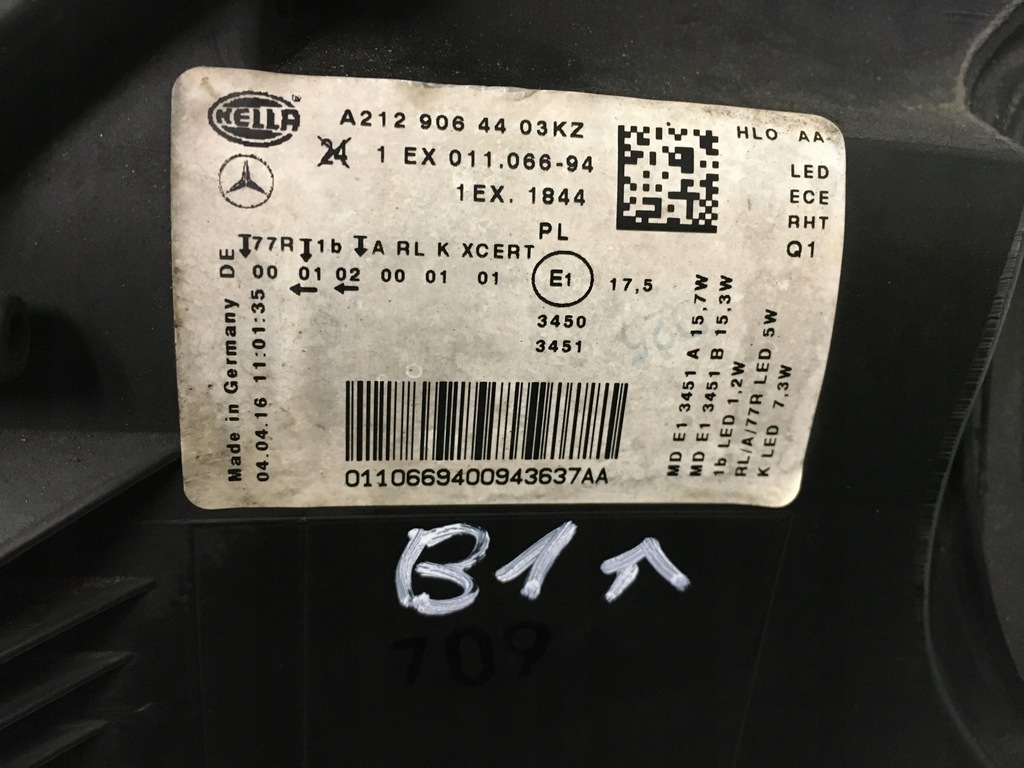 HELLA
A212 906 44 03KZ
24 1 EX 011.066-94
1EX. 1844
HLO AA
LED
ECE
RHT
Q1
PL
77R 1b A RL K XCERT
00 01 02 00 01 01
E1
17,5
3450
3451
Made in Germany DE
04.04.16 11:01:35
MD E1 3451 A 15,7W
MD E1 3451 B 15,3W
1b LED 1,2W
RL/A/77R LED 5W
K LED 7,3W
0110669400943637AA
B1
709